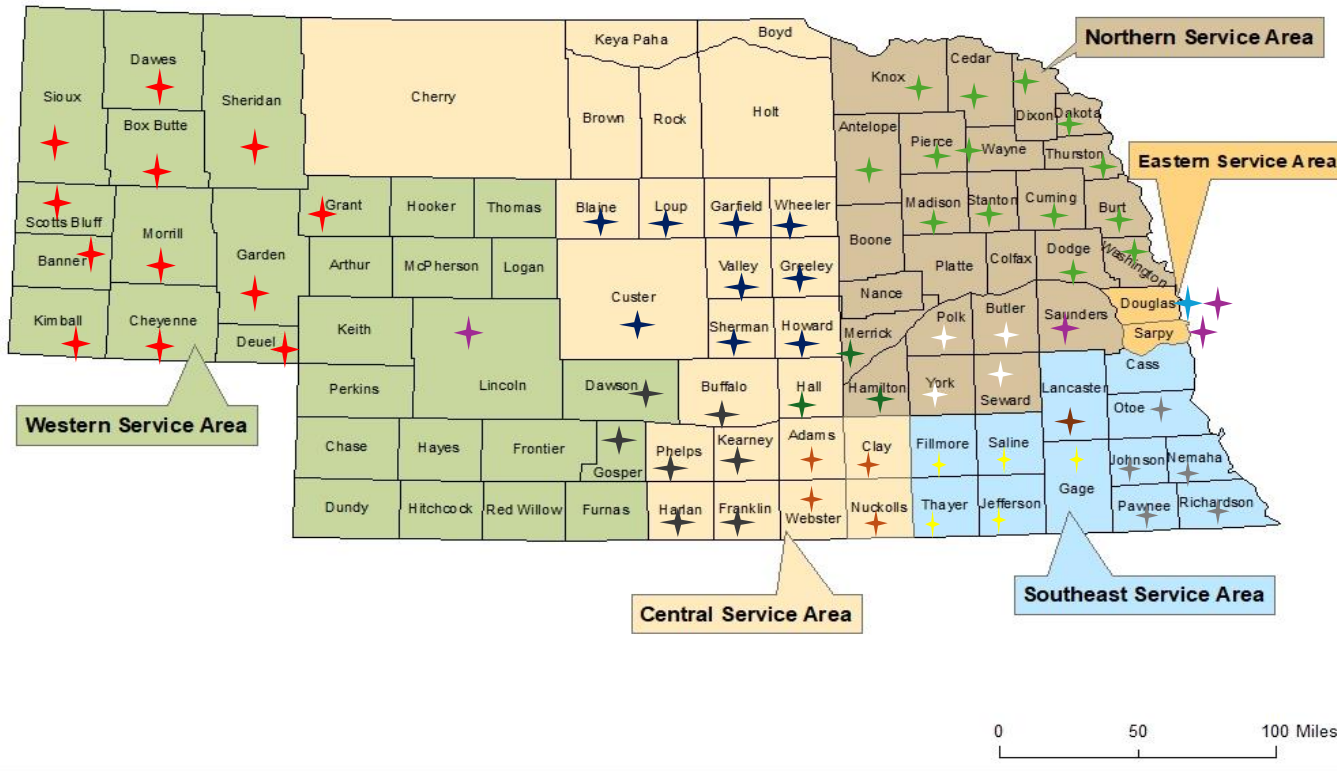 Northern Service Area
Boyd
Keya Paha
Cedar
Dawes
Knox
Sioux
Cherry
Sheridan
Holt
Dixon
Dakota
Box Butte
Brown
Rock
Antelope
Pierce
Wayne
Thurston
Eastern Service Area
Grant
Hooker
Thomas
Blaine
Loup
Garfield
Wheeler
Madison
Stanton
Cuming
Burt
Scotts Bluff
Morrill
Boone
Banner
Garden
Arthur
McPherson
Logan
Valley
Greeley
Platte
Colfax
Dodge
Washington
Custer
Nance
Douglas
Kimball
Cheyenne
Keith
Sherman
Howard
Merrick
Polk
Butler
Saunders
Sarpy
Deuel
Cass
Perkins
Lincoln
Dawson
Buffalo
Hall
Hamilton
York
Seward
Lancaster
Otoe
Western Service Area
Chase
Hayes
Frontier
Gosper
Phelps
Kearney
Adams
Clay
Fillmore
Saline
Johnson
Nemaha
Gage
Dundy
Hitchcock
Red Willow
Furnas
Harlan
Franklin
Webster
Nuckolls
Thayer
Jefferson
Pawnee
Richardson
Southeast Service Area
Central Service Area
0 50 100 Miles